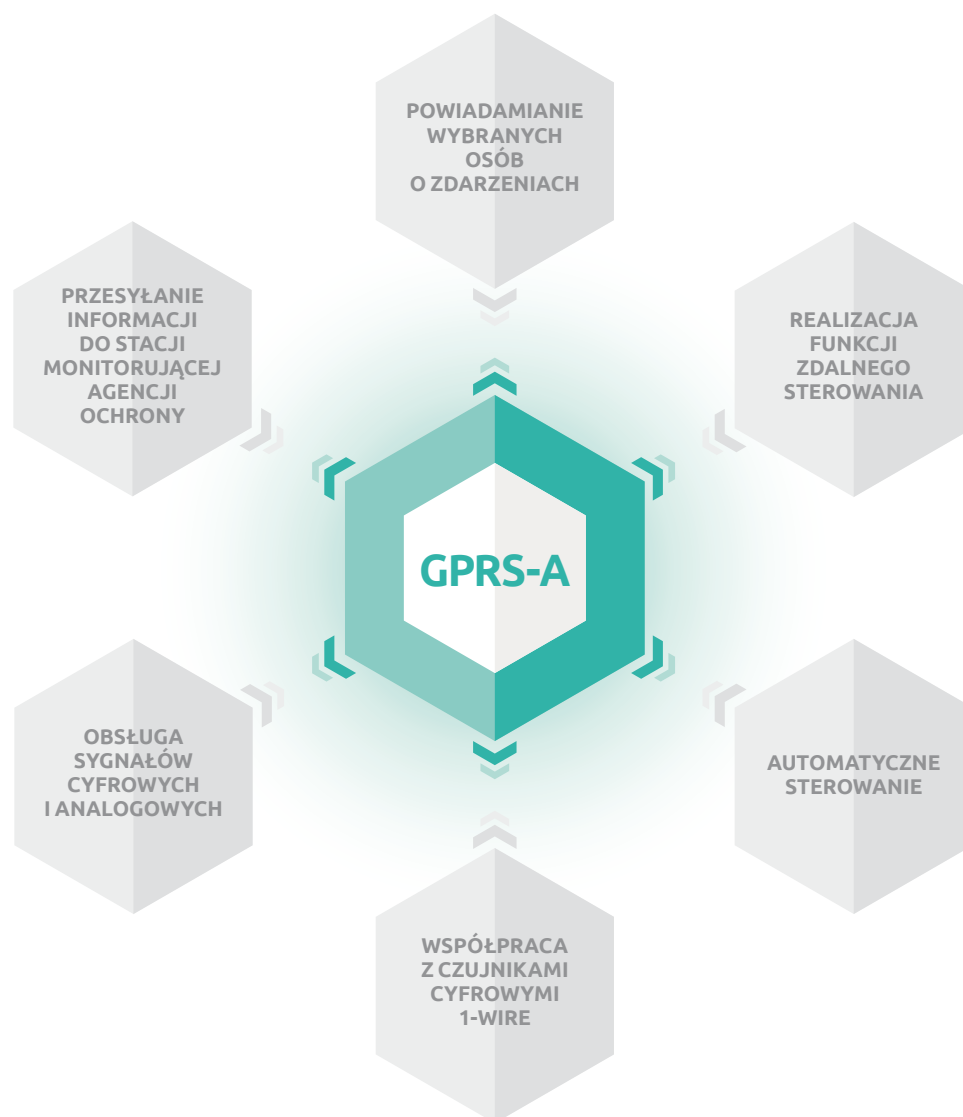 POWIADAMIANIE
WYBRANYCH
OSÓB
O ZDARZENIACH
PRZESYŁANIE
INFORMACJI
DO STACJI
MONITORUJĄCEJ
AGENCJI
OCHRONY
REALIZACJA
FUNKCJI
ZDALNEGO
STEROWANIA
GPRS-A
OBSŁUGA
SYGNAŁÓW
CYFROWYCH
I ANALOGOWYCH
AUTOMATYCZNE
STEROWANIE
WSPÓŁPRACA
Z CZUJNIKAMI
CYFROWYMI
1-WIRE